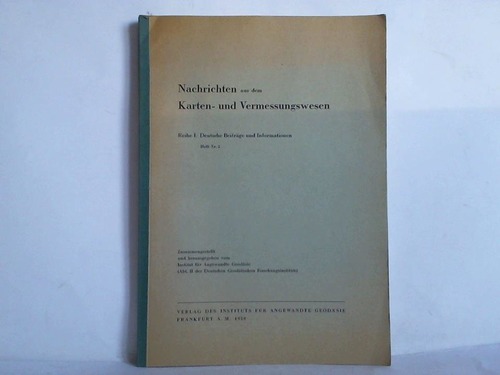 Nachrichten aus dem
Karten- und Vermessungswesen
Reihe I: Deutsche Beiträge und Informationen
Heft Nr.
Zusammengestellt
und herausgegeben vom
Institut für Angewandte Geodäsie
(Abt. II des Deutschen Geodätischen Forschungsinstituts)
VERLAG DES INSTITUTS FÜR ANGEWANDTE GEODÄSIE
FRANKFURT A. M.